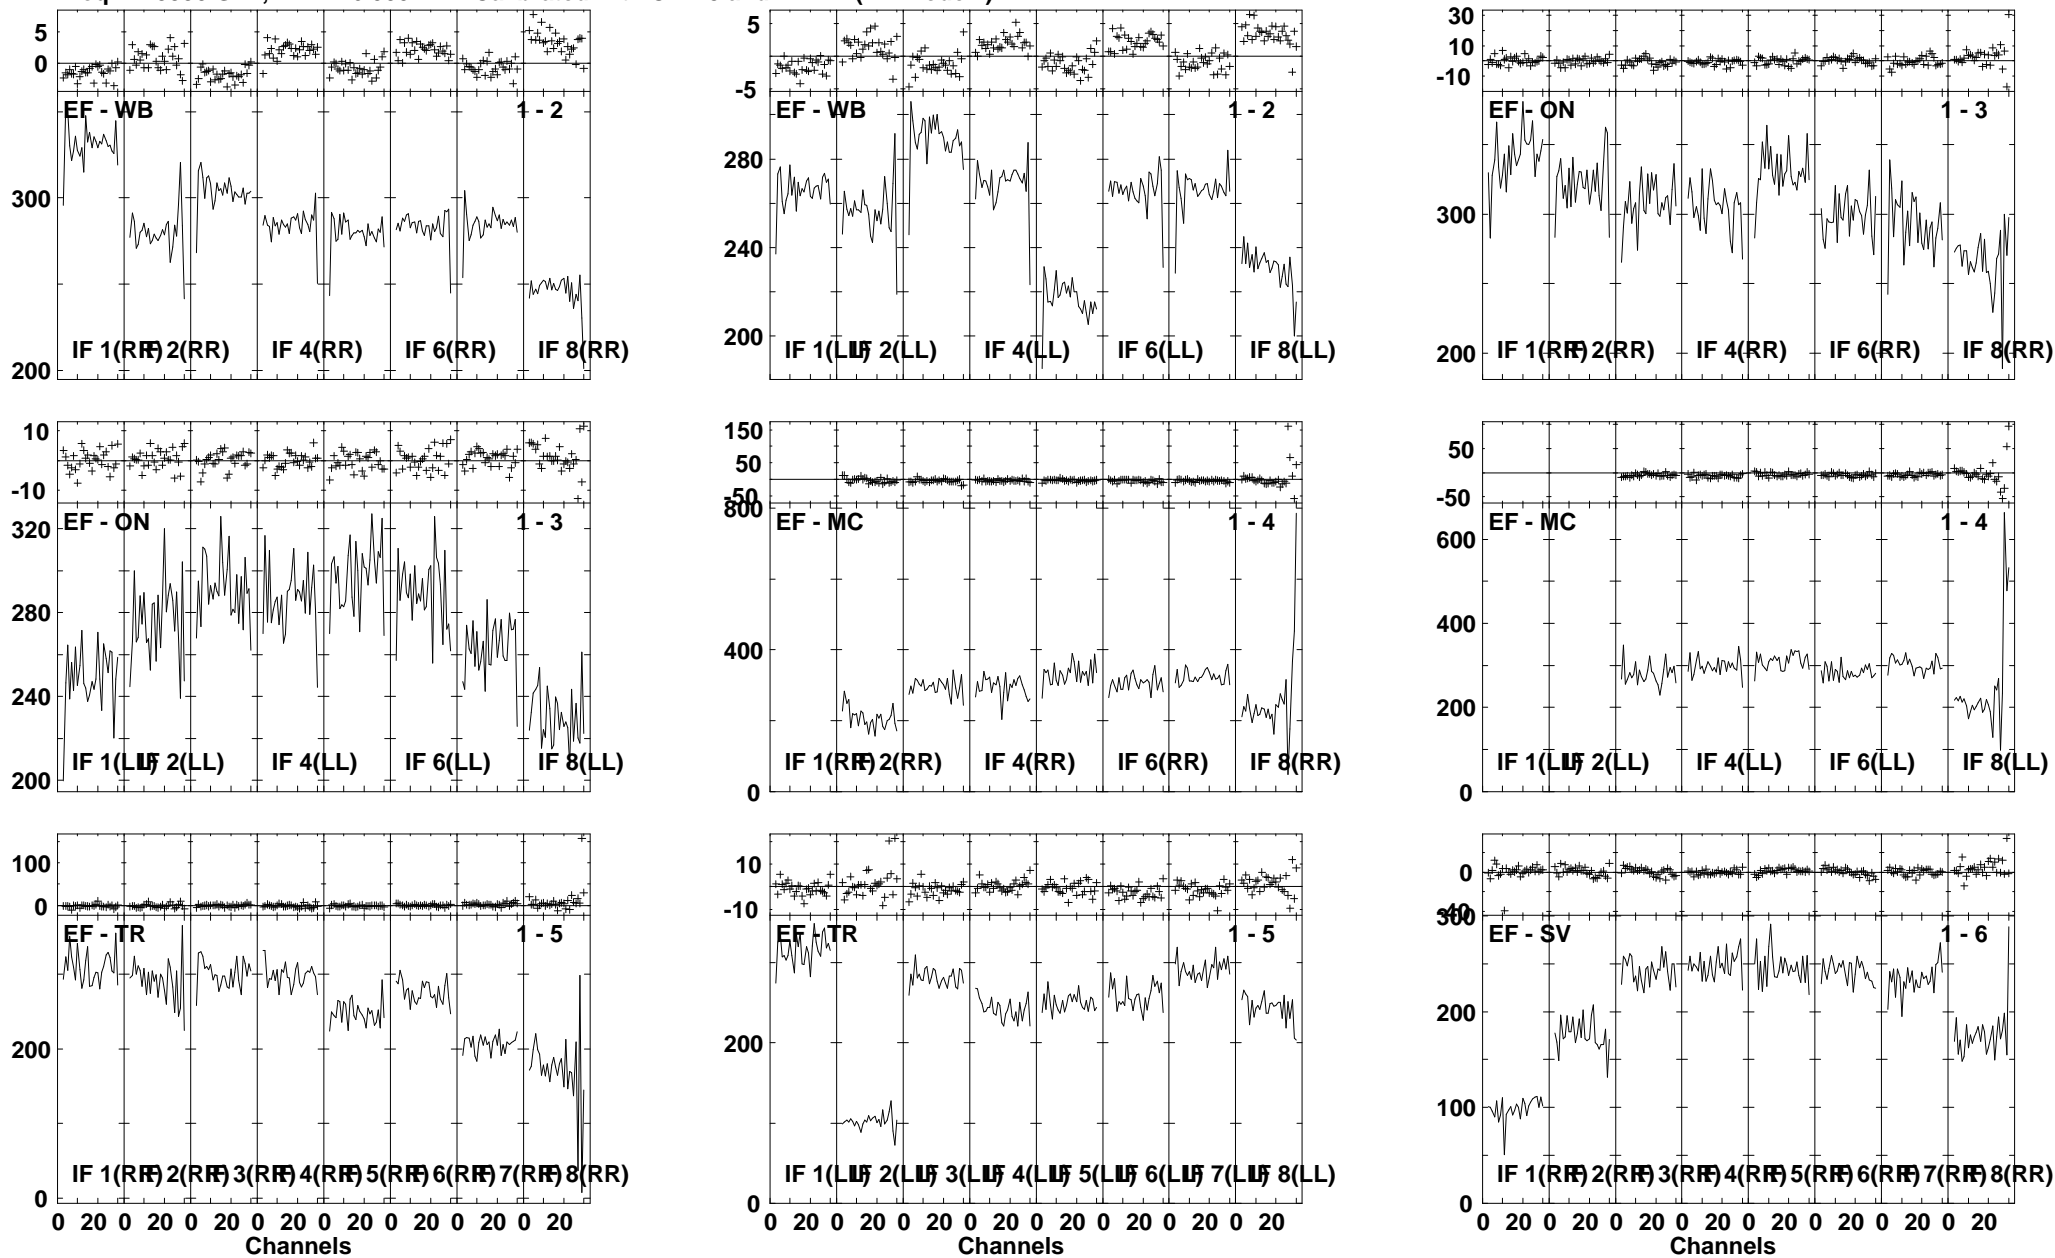 5
0
EF - WB 1 - 2
300
200
IF 1(RR) IF 2(RR) IF 4(RR) IF 6(RR) IF 8(RR)
5
-5
EF - WB 1 - 2
280
240
200
IF 1(LL) IF 2(LL) IF 4(LL) IF 6(LL) IF 8(LL)
30
10
-10
EF - ON 1 - 3
300
200
IF 1(RR) IF 2(RR) IF 4(RR) IF 6(RR) IF 8(RR)
10
-10
EF - ON 1 - 3
320
280
240
200
IF 1(LL) IF 2(LL) IF 4(LL) IF 6(LL) IF 8(LL)
150
50
-50
800
EF - MC 1 - 4
400
0
IF 1(RR) IF 2(RR) IF 4(RR) IF 6(RR) IF 8(RR)
50
-50
EF - MC 1 - 4
600
400
200
0
IF 1(LL) IF 2(LL) IF 4(LL) IF 6(LL) IF 8(LL)
100
0
EF - TR 1 - 5
200
0
IF 1(RR) IF 2(RR) IF 3(RR) IF 4(RR) IF 5(RR) IF 6(RR) IF 7(RR) IF 8(RR)
0 20 0 20 0 20 0 20 0 20 0 20 0 20 0 20
Channels
10
-10
EF - TR 1 - 5
200
0
IF 1(LL) IF 2(LL) IF 3(LL) IF 4(LL) IF 5(LL) IF 6(LL) IF 7(LL) IF 8(LL)
0 20 0 20 0 20 0 20 0 20 0 20 0 20 0 20
Channels
0
-40
300
EF - SV 1 - 6
200
100
0
IF 1(RR) IF 2(RR) IF 3(RR) IF 4(RR) IF 5(RR) IF 6(RR) IF 7(RR) IF 8(RR)
0 20 0 20 0 20 0 20 0 20 0 20 0 20 0 20
Channels